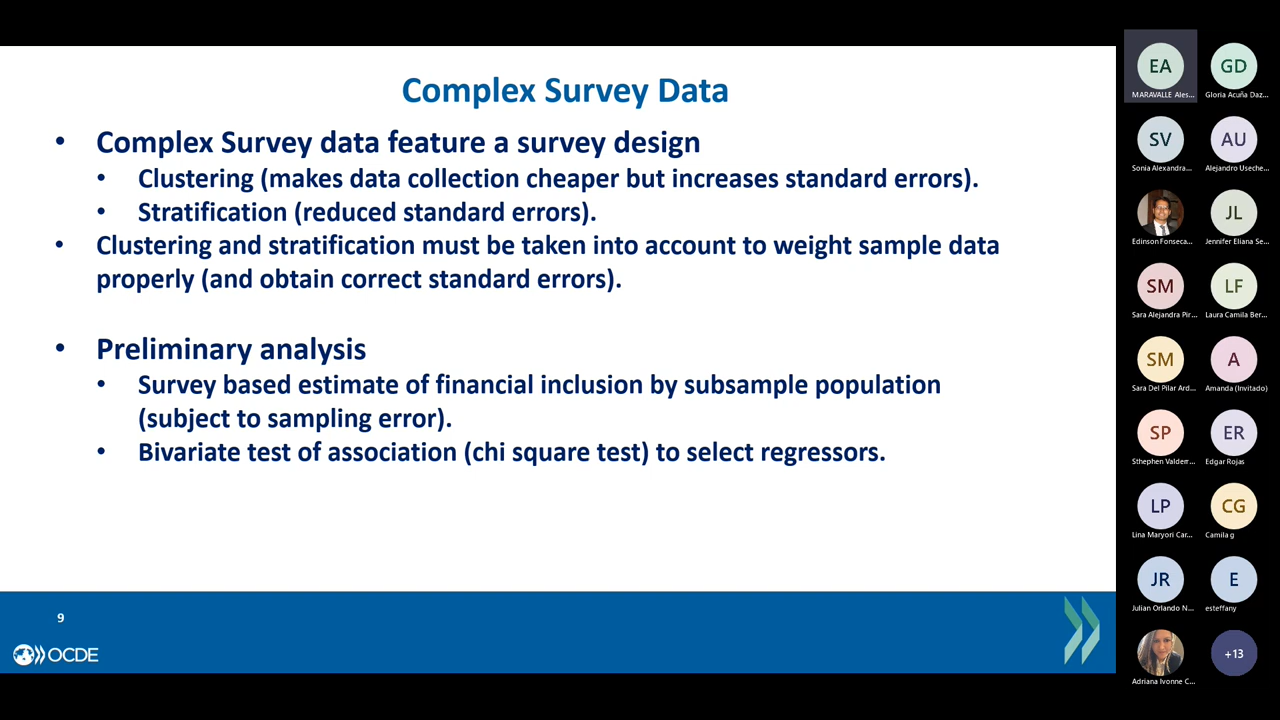 Complex Survey Data
• Complex Survey data feature a survey design
• Clustering (makes data collection cheaper but increases standard errors).
• Stratification (reduced standard errors).
• Clustering and stratification must be taken into account to weight sample data
properly (and obtain correct standard errors).
• Preliminary analysis
• Survey based estimate of financial inclusion by subsample population
(subject to sampling error).
• Bivariate test of association (chi square test) to select regressors.
9
OCDE
EA
MARAVALLE Ales...
GD
Gloria Acuña Daz...
SV
Sonia Alexandra...
AU
Alejandro Useche...
Edinson Fonseca...
JL
Jennifer Eliana Se...
SM
Sara Alejandra Pir...
LF
Laura Camila Ber...
SM
Sara Del Pilar Ard...
A
Amanda (Invitado)
SP
Sthephen Valderr...
ER
Edgar Rojas
LP
Lina Maryori Car...
CG
Camila g
JR
Julian Orlando N...
E
esteffany
Adriana Ivonne C...
+13